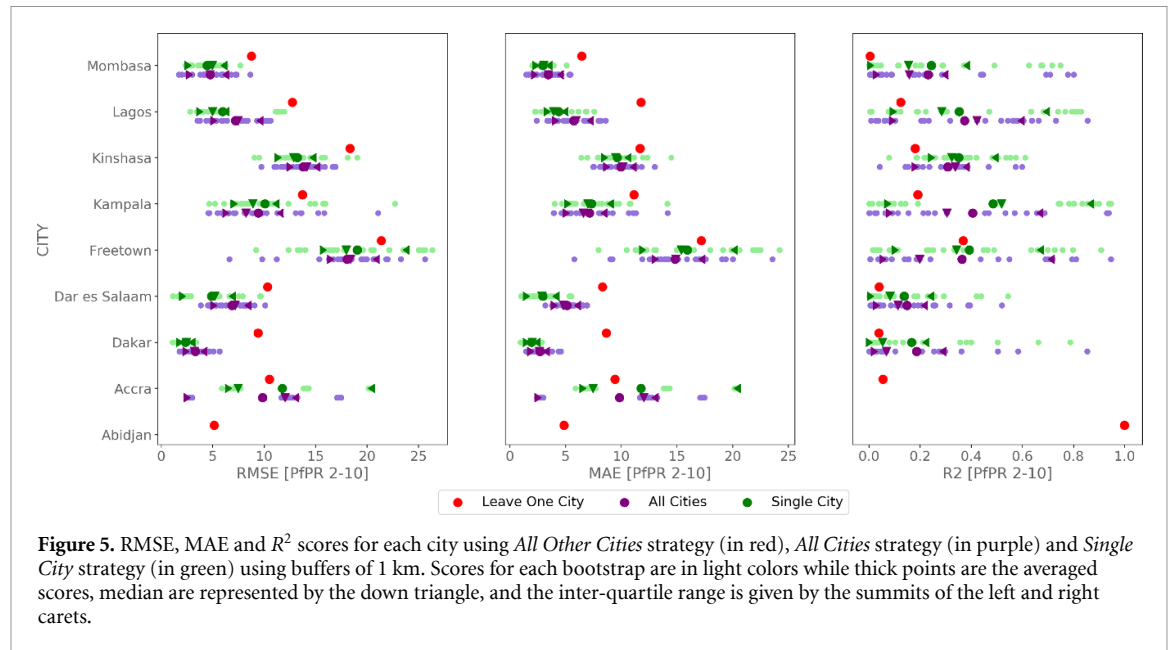 CITY
Mombasa
Lagos
Kinshasa
Kampala
Freetown
Dar es Salaam
Dakar
Accra
Abidjan
0 5 10 15 20 25
RMSE [PfPR 2-10]
0 5 10 15 20 25
MAE [PfPR 2-10]
0.0 0.2 0.4 0.6 0.8 1.0
R2 [PfPR 2-10]
Leave One City All Cities Single City
Figure 5. RMSE, MAE and R² scores for each city using All Other Cities strategy (in red), All Cities strategy (in purple) and Single
City strategy (in green) using buffers of 1 km. Scores for each bootstrap are in light colors while thick points are the averaged
scores, median are represented by the down triangle, and the inter-quartile range is given by the summits of the left and right
carets.